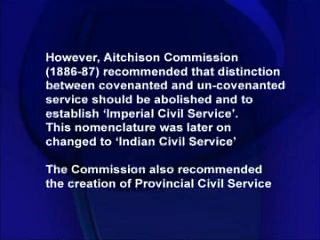 However, Aitchison Commission
(1886-87) recommended that distinction
between covenanted and un-covenanted
service should be abolished and to
establish ‘Imperial Civil Service’.
This nomenclature was later on
changed to ‘Indian Civil Service’
The Commission also recommended
the creation of Provincial Civil Service